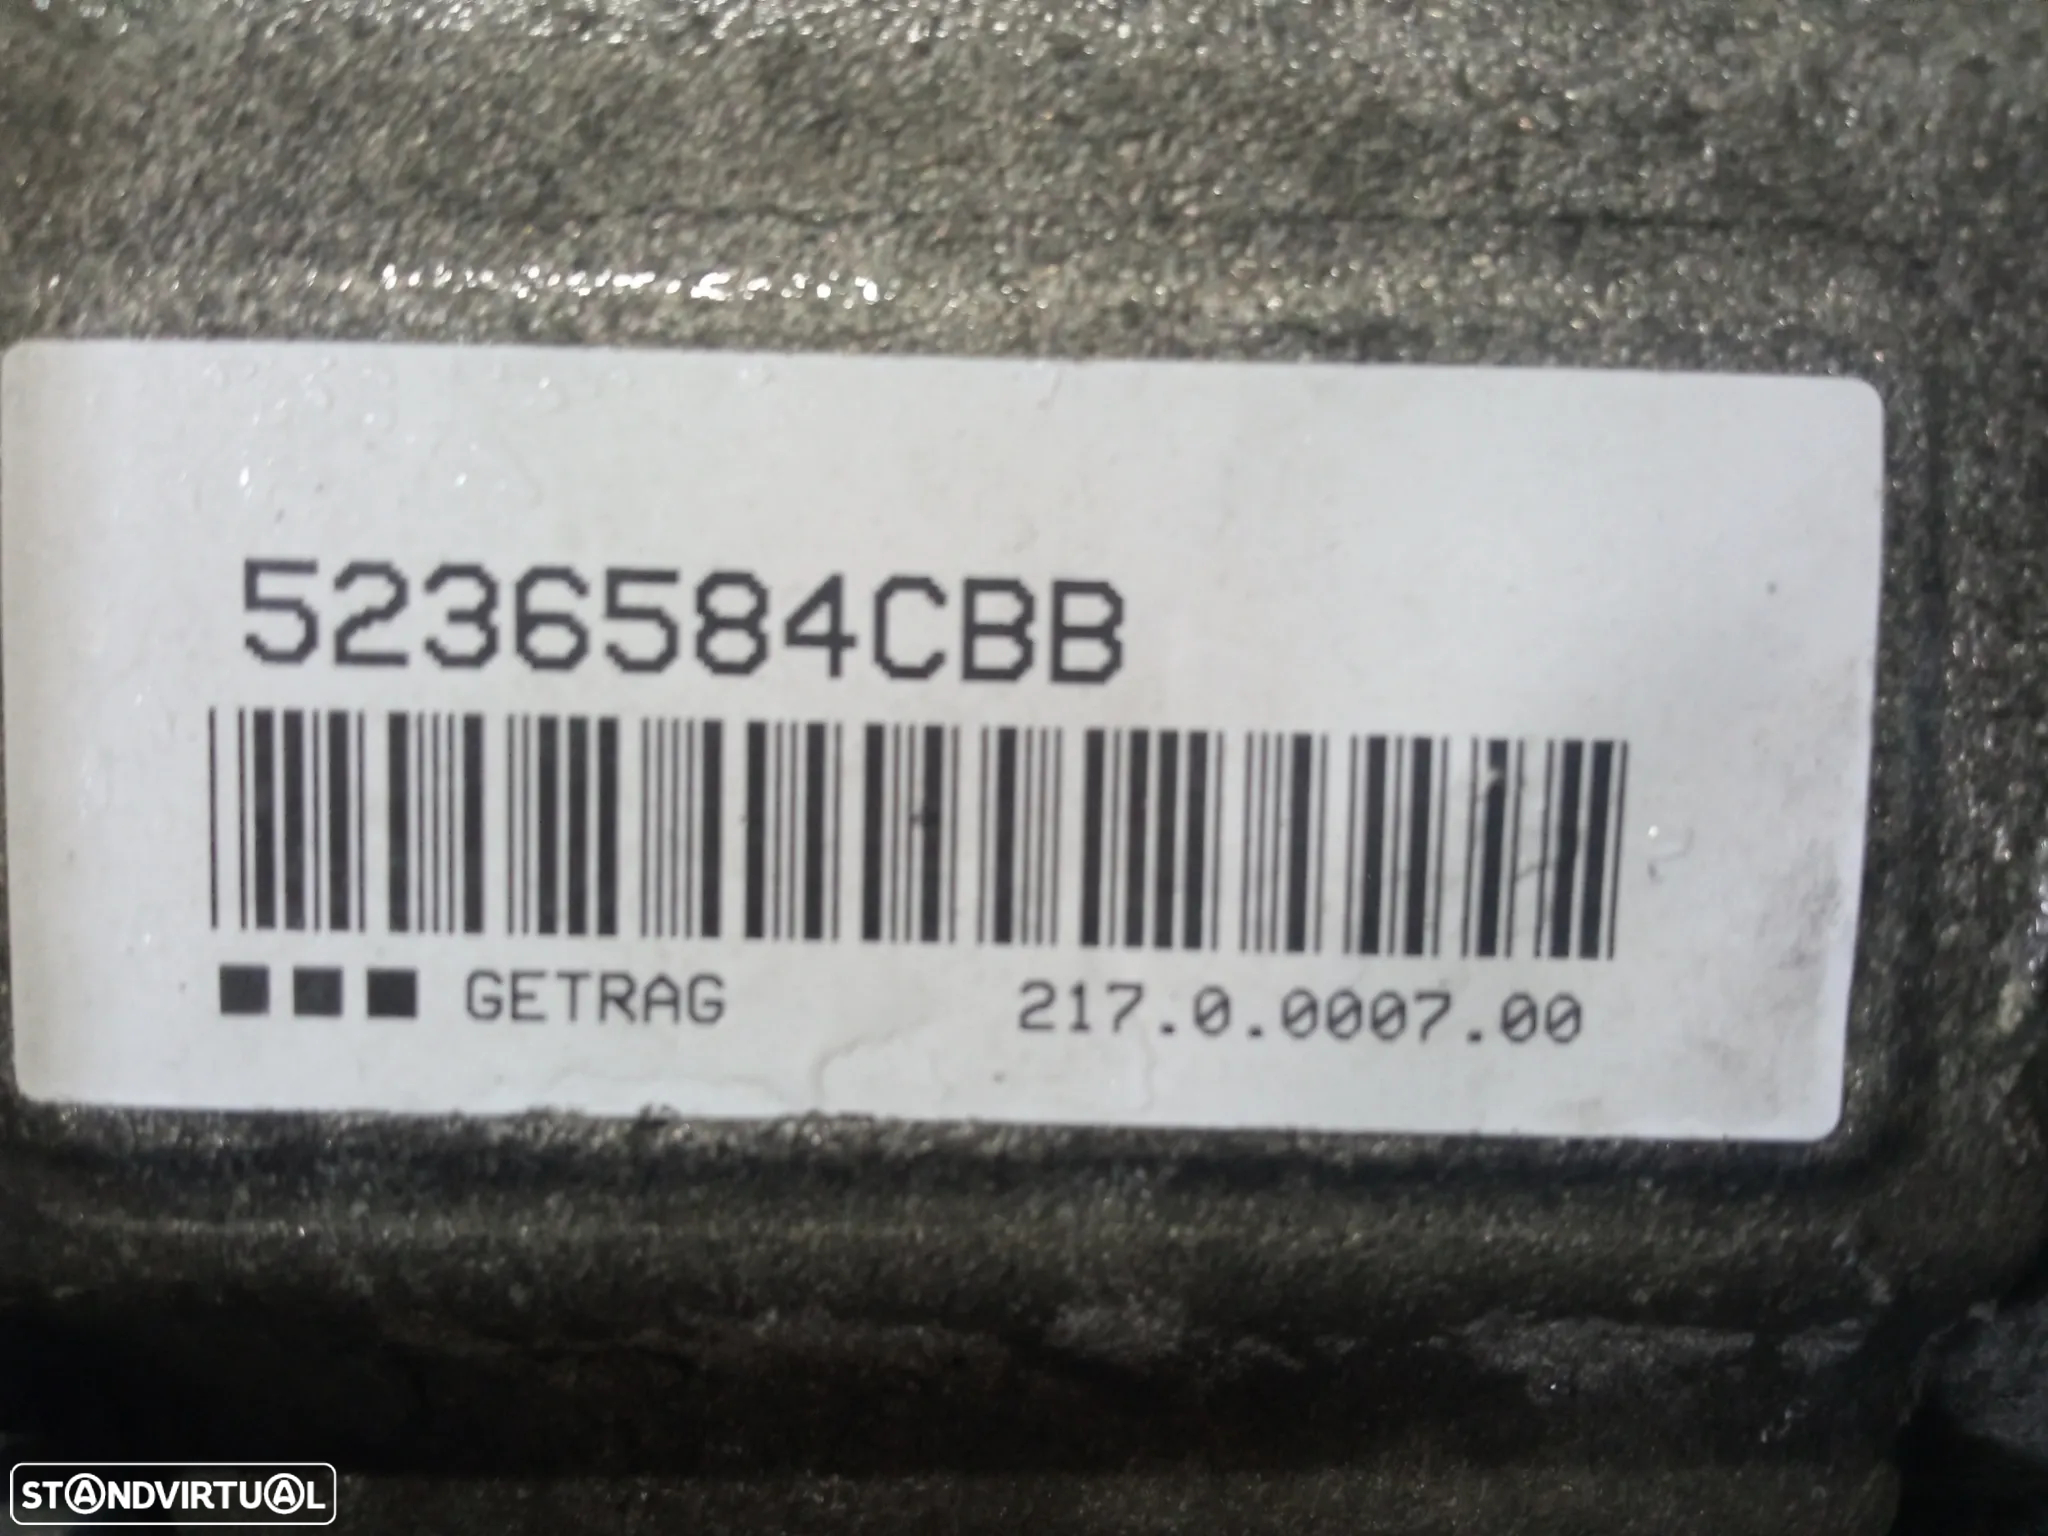 5236584CBB
GETRAG 217.0.0007.00
STANDVIRTUAL